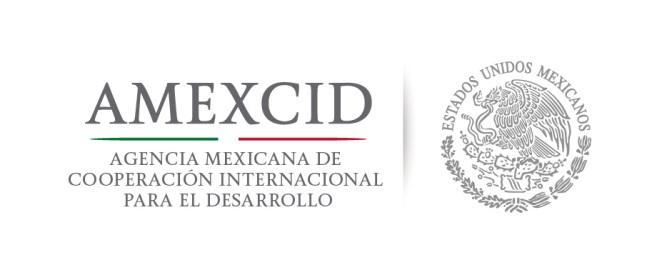 AMEXCID
AGENCIA MEXICANA DE
COOPERACIÓN INTERNACIONAL
PARA EL DESARROLLO
ESTADOS UNIDOS MEXICANOS